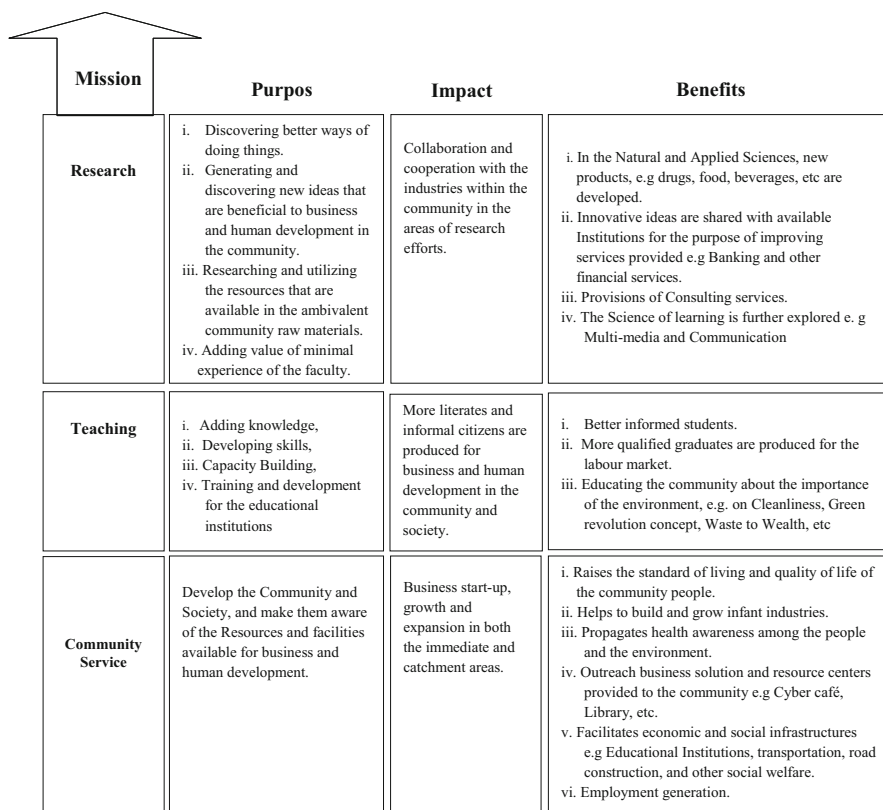 Mission
Purpos
Impact
Benefits
Research
i. Discovering better ways of
doing things.
ii. Generating and
discovering new ideas that
are beneficial to business
and human development in
the community.
iii. Researching and utilizing
the resources that are
available in the ambivalent
community raw materials.
iv. Adding value of minimal
experience of the faculty.
Collaboration and
cooperation with the
industries within the
community in the
areas of research
efforts.
i. In the Natural and Applied Sciences, new
products, e.g drugs, food, beverages, etc are
developed.
ii. Innovative ideas are shared with available
Institutions for the purpose of improving
services provided e.g Banking and other
financial services.
iii. Provisions of Consulting services.
iv. The Science of learning is further explored e. g
Multi-media and Communication
Teaching
i. Adding knowledge,
ii. Developing skills,
iii. Capacity Building,
iv. Training and development
for the educational
institutions
More literates and
informal citizens are
produced for
business and human
development in the
community and
society.
i. Better informed students.
ii. More qualified graduates are produced for the
labour market.
iii. Educating the community about the importance
of the environment, e.g. on Cleanliness, Green
revolution concept, Waste to Wealth, etc
Community
Service
Develop the Community and
Society, and make them aware
of the Resources and facilities
available for business and
human development.
Business start-up,
growth and
expansion in both
the immediate and
catchment areas.
i. Raises the standard of living and quality of life of
the community people.
ii. Helps to build and grow infant industries.
iii. Propagates health awareness among the people
and the environment.
iv. Outreach business solution and resource centers
provided to the community e.g Cyber café,
Library, etc.
v. Facilitates economic and social infrastructures
e.g Educational Institutions, transportation, road
construction, and other social welfare.
vi. Employment generation.